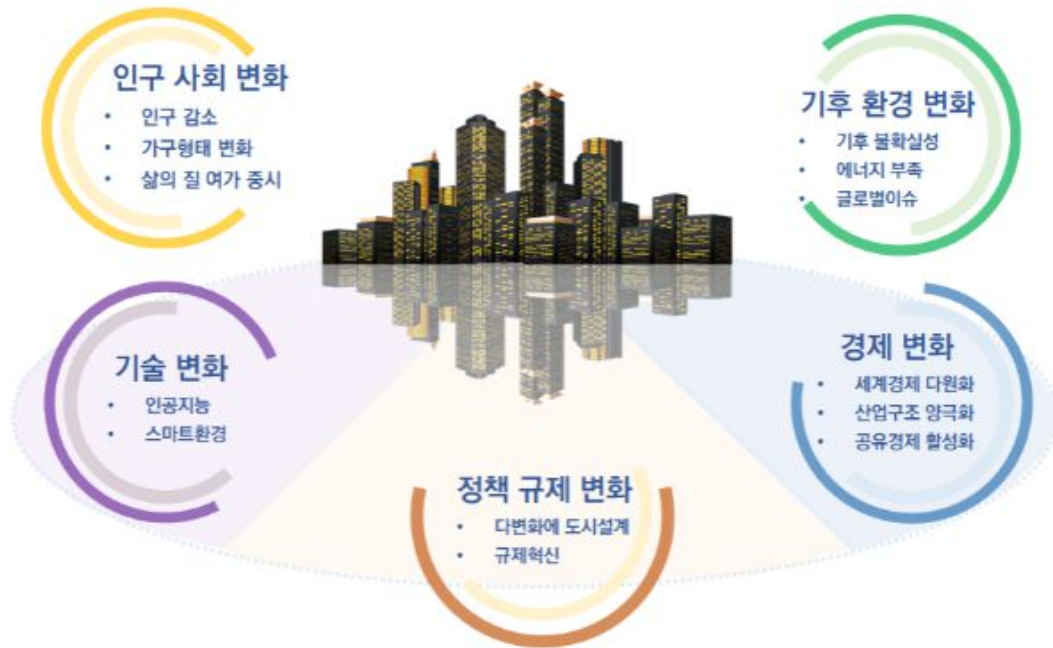 인구 사회 변화
• 인구 감소
• 가구형태 변화
• 삶의 질 여가 중시
기후 환경 변화
• 기후 불확실성
• 에너지 부족
• 글로벌이슈
기술 변화
• 인공지능
• 스마트환경
경제 변화
• 세계경제 다원화
• 산업구조 양극화
• 공유경제 활성화
정책 규제 변화
• 다변화에 도시설계
• 규제혁신